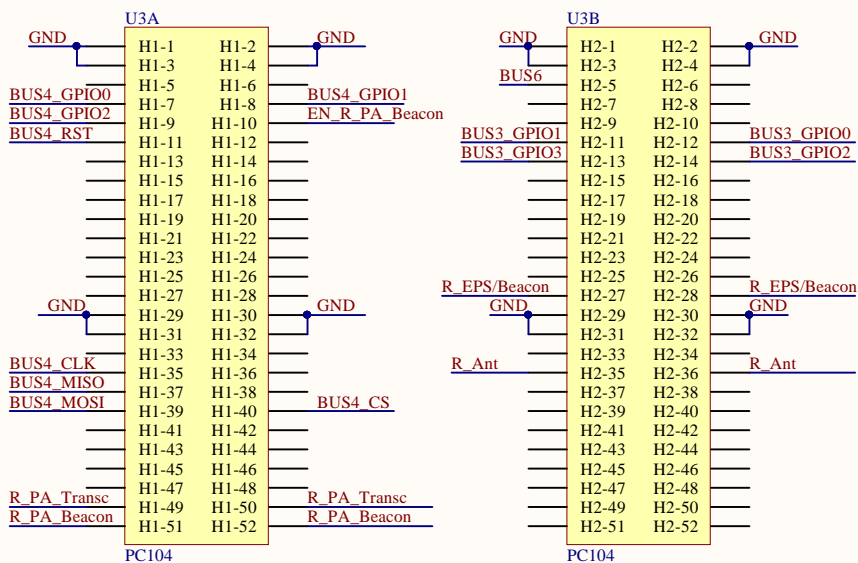 U3A U3B
GND H1-1 H1-2 GND GND H2-1 H2-2 GND
H1-3 H1-4 H2-3 H2-4
H1-5 H1-6 BUS6 H2-5 H2-6
BUS4_GPIO0 H1-7 H1-8 BUS4_GPIO1 H2-7 H2-8
BUS4_GPIO2 H1-9 H1-10 EN_R_PA_Beacon H2-9 H2-10
BUS4_RST H1-11 H1-12 BUS3_GPIO1 H2-11 H2-12 BUS3_GPIO0
H1-13 H1-14 BUS3_GPIO3 H2-13 H2-14 BUS3_GPIO2
H1-15 H1-16 H2-15 H2-16
H1-17 H1-18 H2-17 H2-18
H1-19 H1-20 H2-19 H2-20
H1-21 H1-22 H2-21 H2-22
H1-23 H1-24 H2-23 H2-24
H1-25 H1-26 H2-25 H2-26
H1-27 H1-28 R_EPS/Beacon H2-27 H2-28 R_EPS/Beacon
GND H1-29 H1-30 GND GND H2-29 H2-30 GND
H1-31 H1-32 H2-31 H2-32
H1-33 H1-34 H2-33 H2-34
BUS4_CLK H1-35 H1-36 R_Ant H2-35 H2-36 R_Ant
BUS4_MISO H1-37 H1-38 H2-37 H2-38
BUS4_MOSI H1-39 H1-40 BUS4_CS H2-39 H2-40
H1-41 H1-42 H2-41 H2-42
H1-43 H1-44 H2-43 H2-44
H1-45 H1-46 H2-45 H2-46
H1-47 H1-48 H2-47 H2-48
R_PA_Transc H1-49 H1-50 R_PA_Transc H2-49 H2-50
R_PA_Beacon H1-51 H1-52 R_PA_Beacon H2-51 H2-52
PC104 PC104